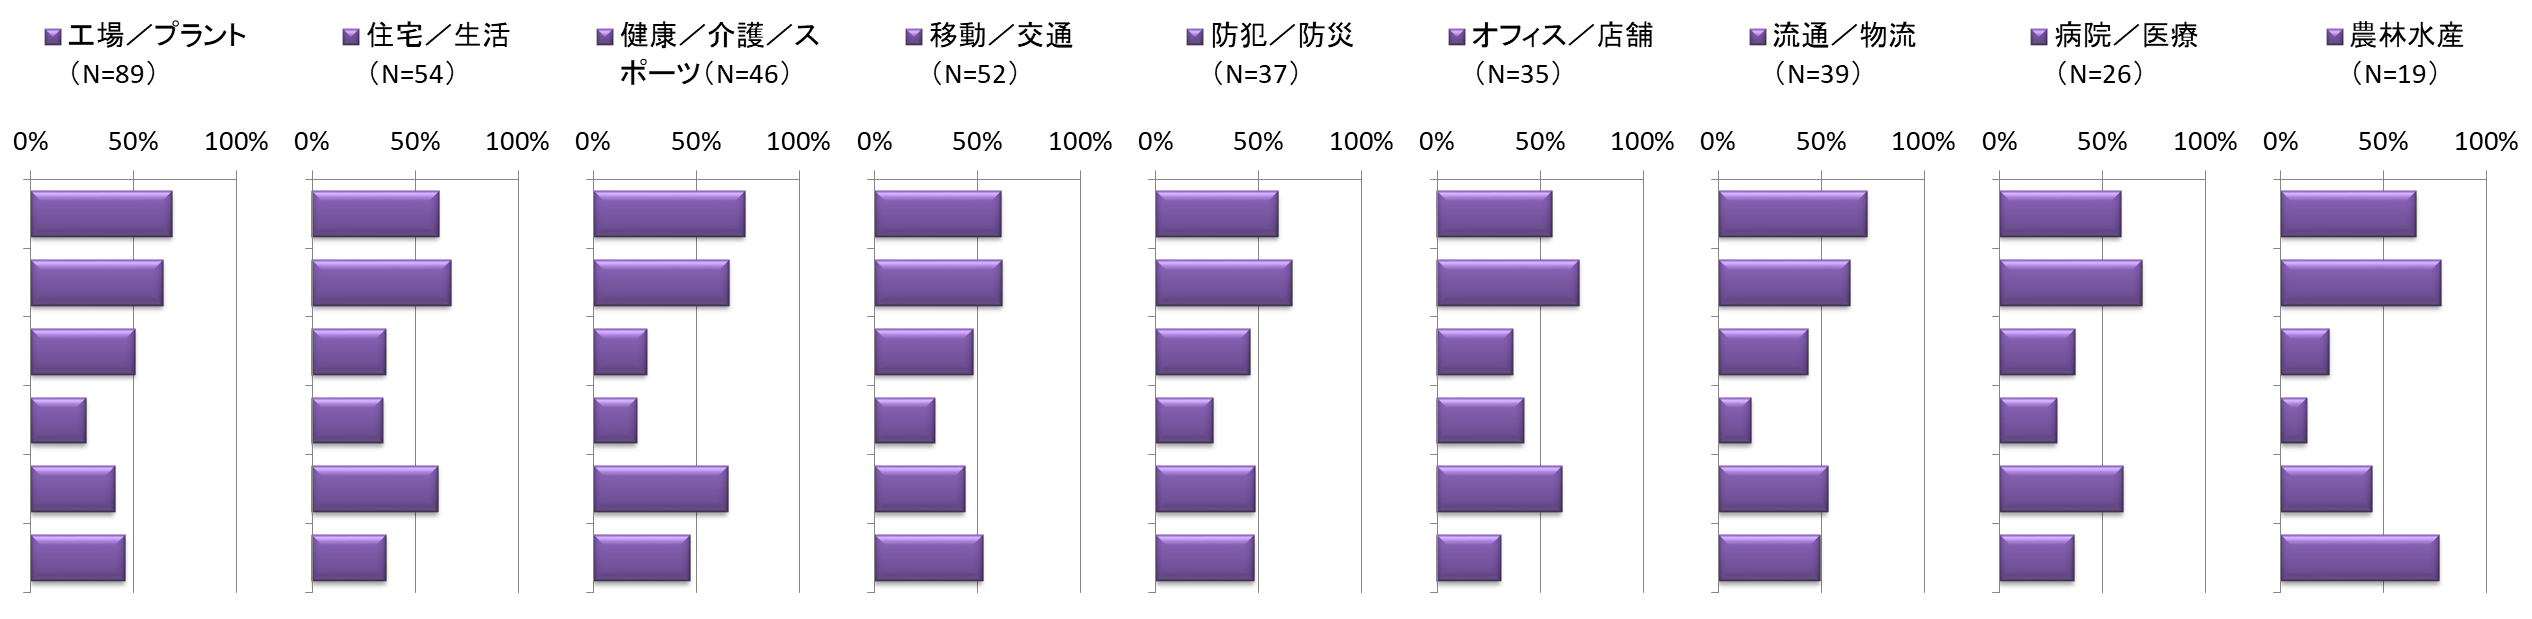 工場／プラント
（N=89）
住宅／生活
（N=54）
健康／介護／ス
ポーツ（N=46）
移動／交通
（N=52）
防犯／防災
（N=37）
オフィス／店舗
（N=35）
流通／物流
（N=39）
病院／医療
（N=26）
農林水産
（N=19）
0% 50% 100%
0% 50% 100%
0% 50% 100%
0% 50% 100%
0% 50% 100%
0% 50% 100%
0% 50% 100%
0% 50% 100%
0% 50% 100%